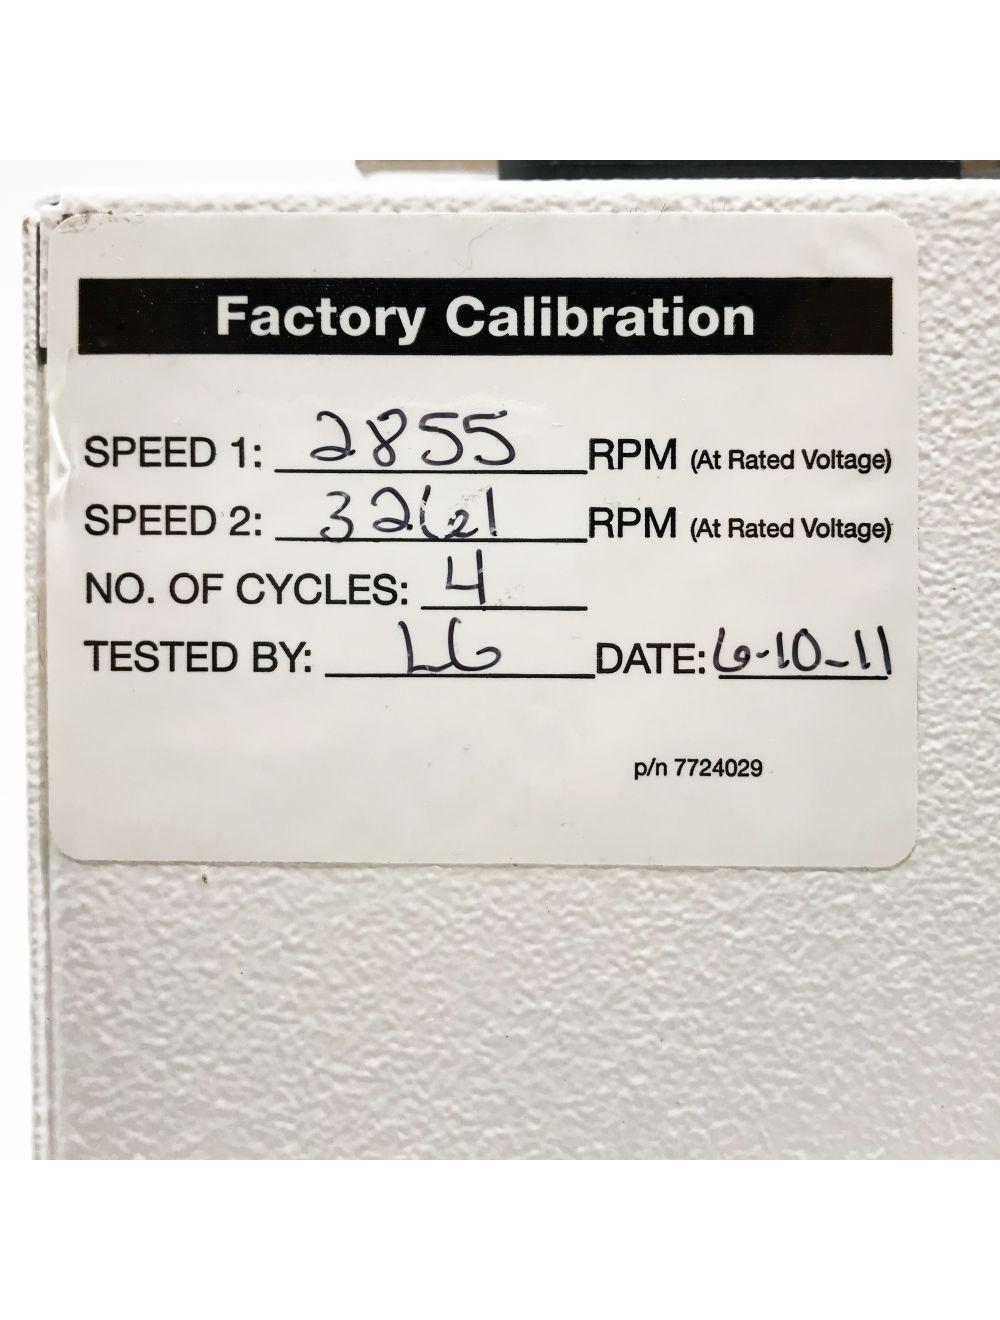 Factory Calibration
SPEED 1: 2855 RPM (At Rated Voltage)
SPEED 2: 3261 RPM (At Rated Voltage)
NO. OF CYCLES: 4
TESTED BY: LG DATE: 6-10-11
p/n 7724029